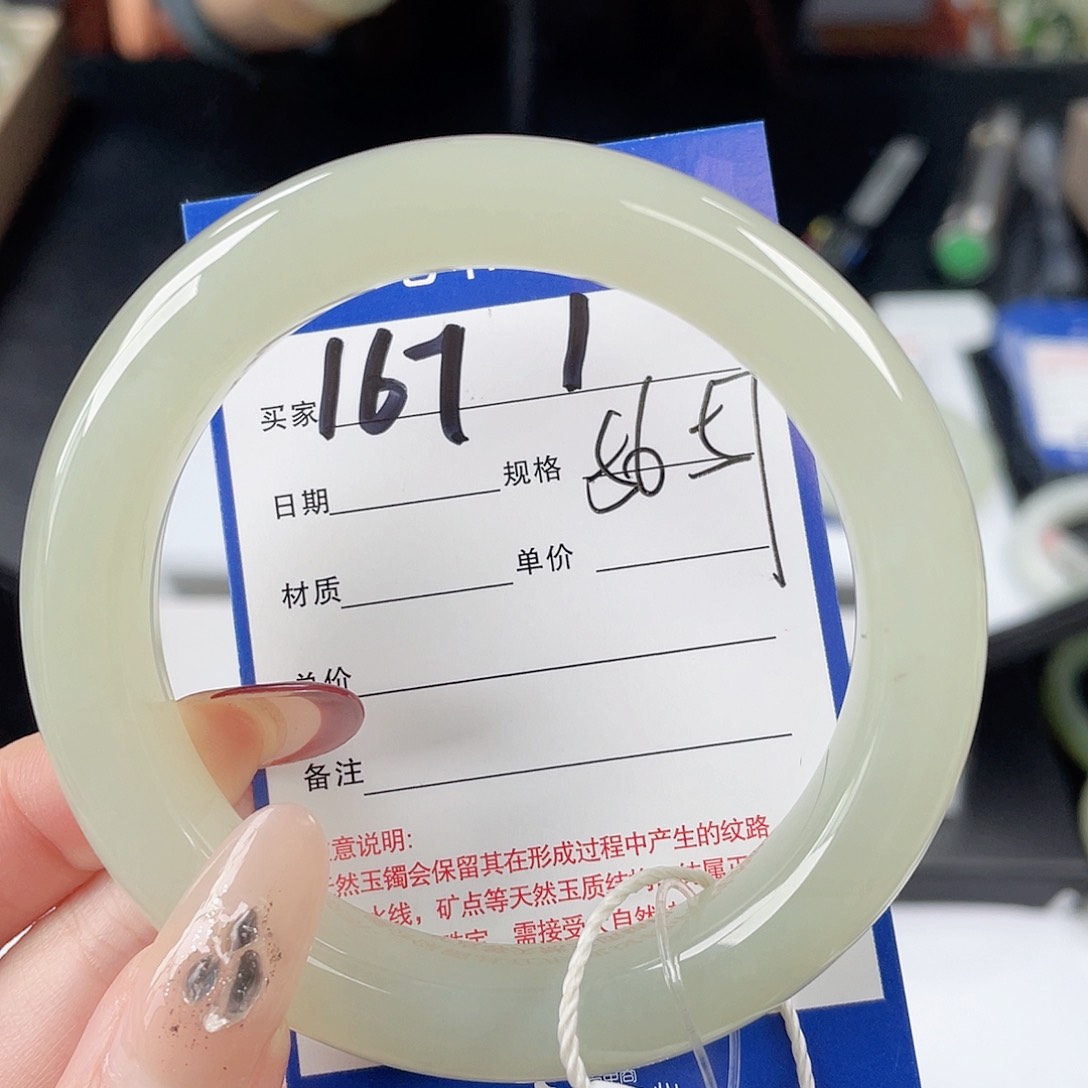 买家 167 1
日期 规格 56
材质 单价
单价
备注
意说明:
然玉镯会保留其在形成过程中产生的纹路
水线，矿点等天然玉质结
需接受